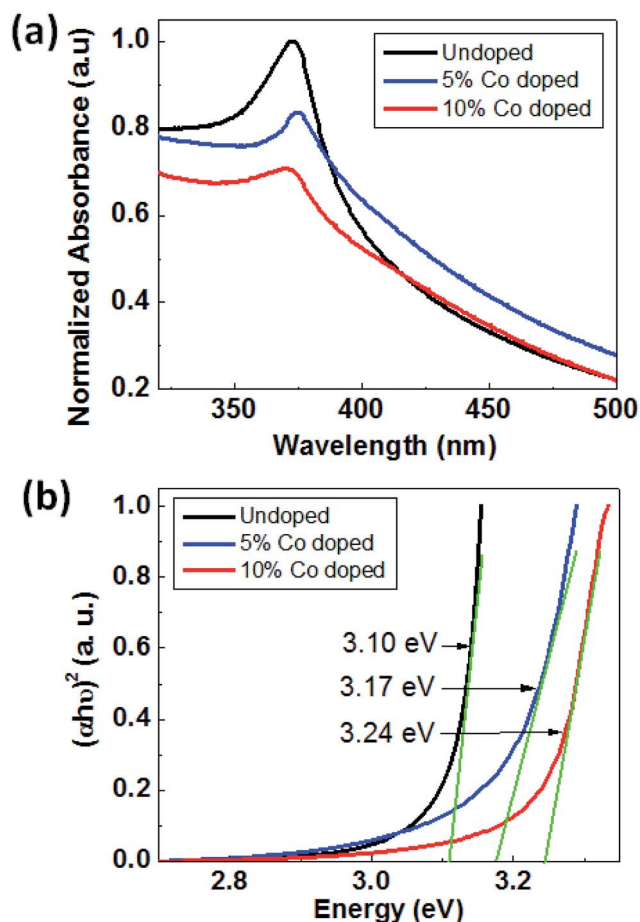 (a)
Normalized Absorbance (a.u)
1.0
0.8
0.6
0.4
0.2
Undoped
5% Co doped
10% Co doped
350
400
450
500
Wavelength (nm)
(b)
(αhυ)² (a. u.)
1.0
0.8
0.6
0.4
0.2
0.0
Undoped
5% Co doped
10% Co doped
3.10 eV
3.17 eV
3.24 eV
2.8
3.0
3.2
Energy (eV)